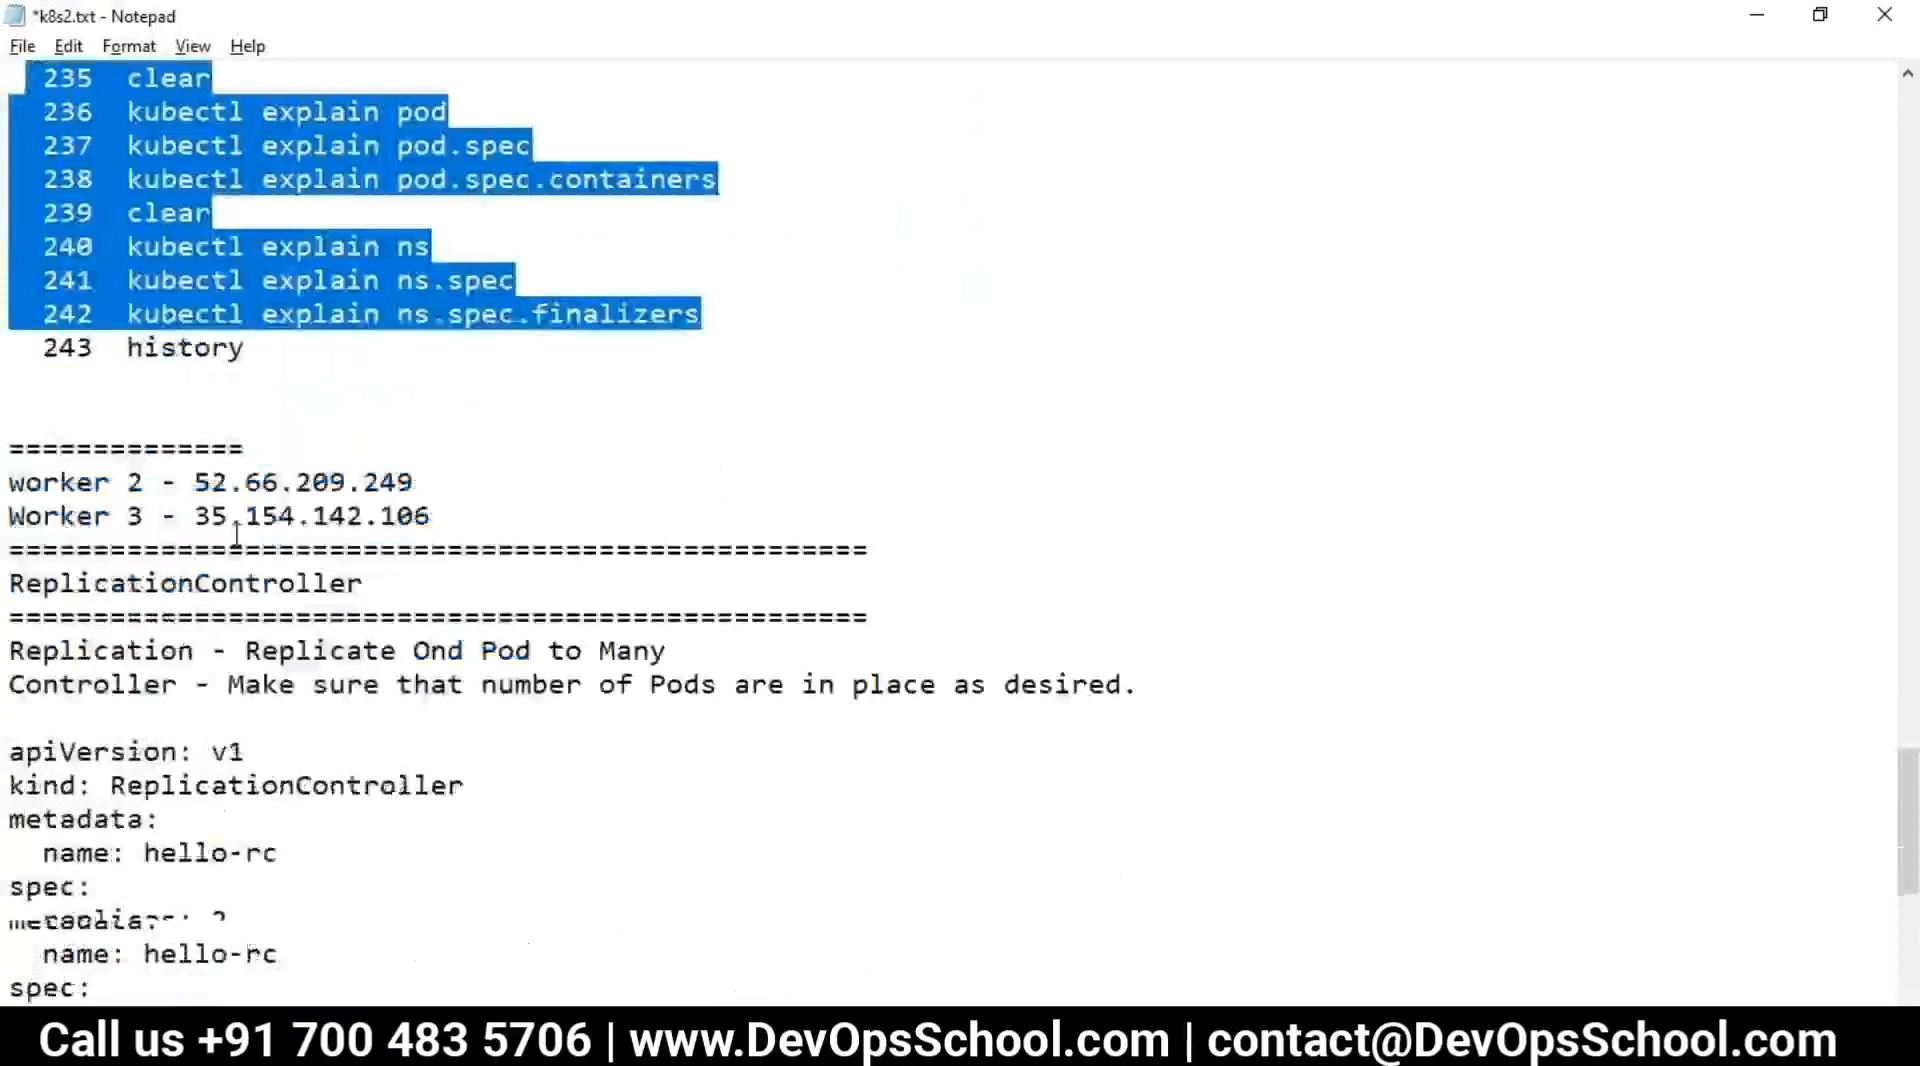 *k8s2.txt - Notepad
File Edit Format View Help
235 clear
236 kubectl explain pod
237 kubectl explain pod.spec
238 kubectl explain pod.spec.containers
239 clear
240 kubectl explain ns
241 kubectl explain ns.spec
242 kubectl explain ns.spec.finalizers
243 history
==============
worker 2 - 52.66.209.249
Worker 3 - 35.154.142.106
===================================================
ReplicationController
===================================================
Replication - Replicate Ond Pod to Many
Controller - Make sure that number of Pods are in place as desired.
apiVersion: v1
kind: ReplicationController
metadata:
name: hello-rc
spec:
name: hello-rc
spec:
Call us +91 700 483 5706 | www.DevOpsSchool.com | contact@DevOpsSchool.com